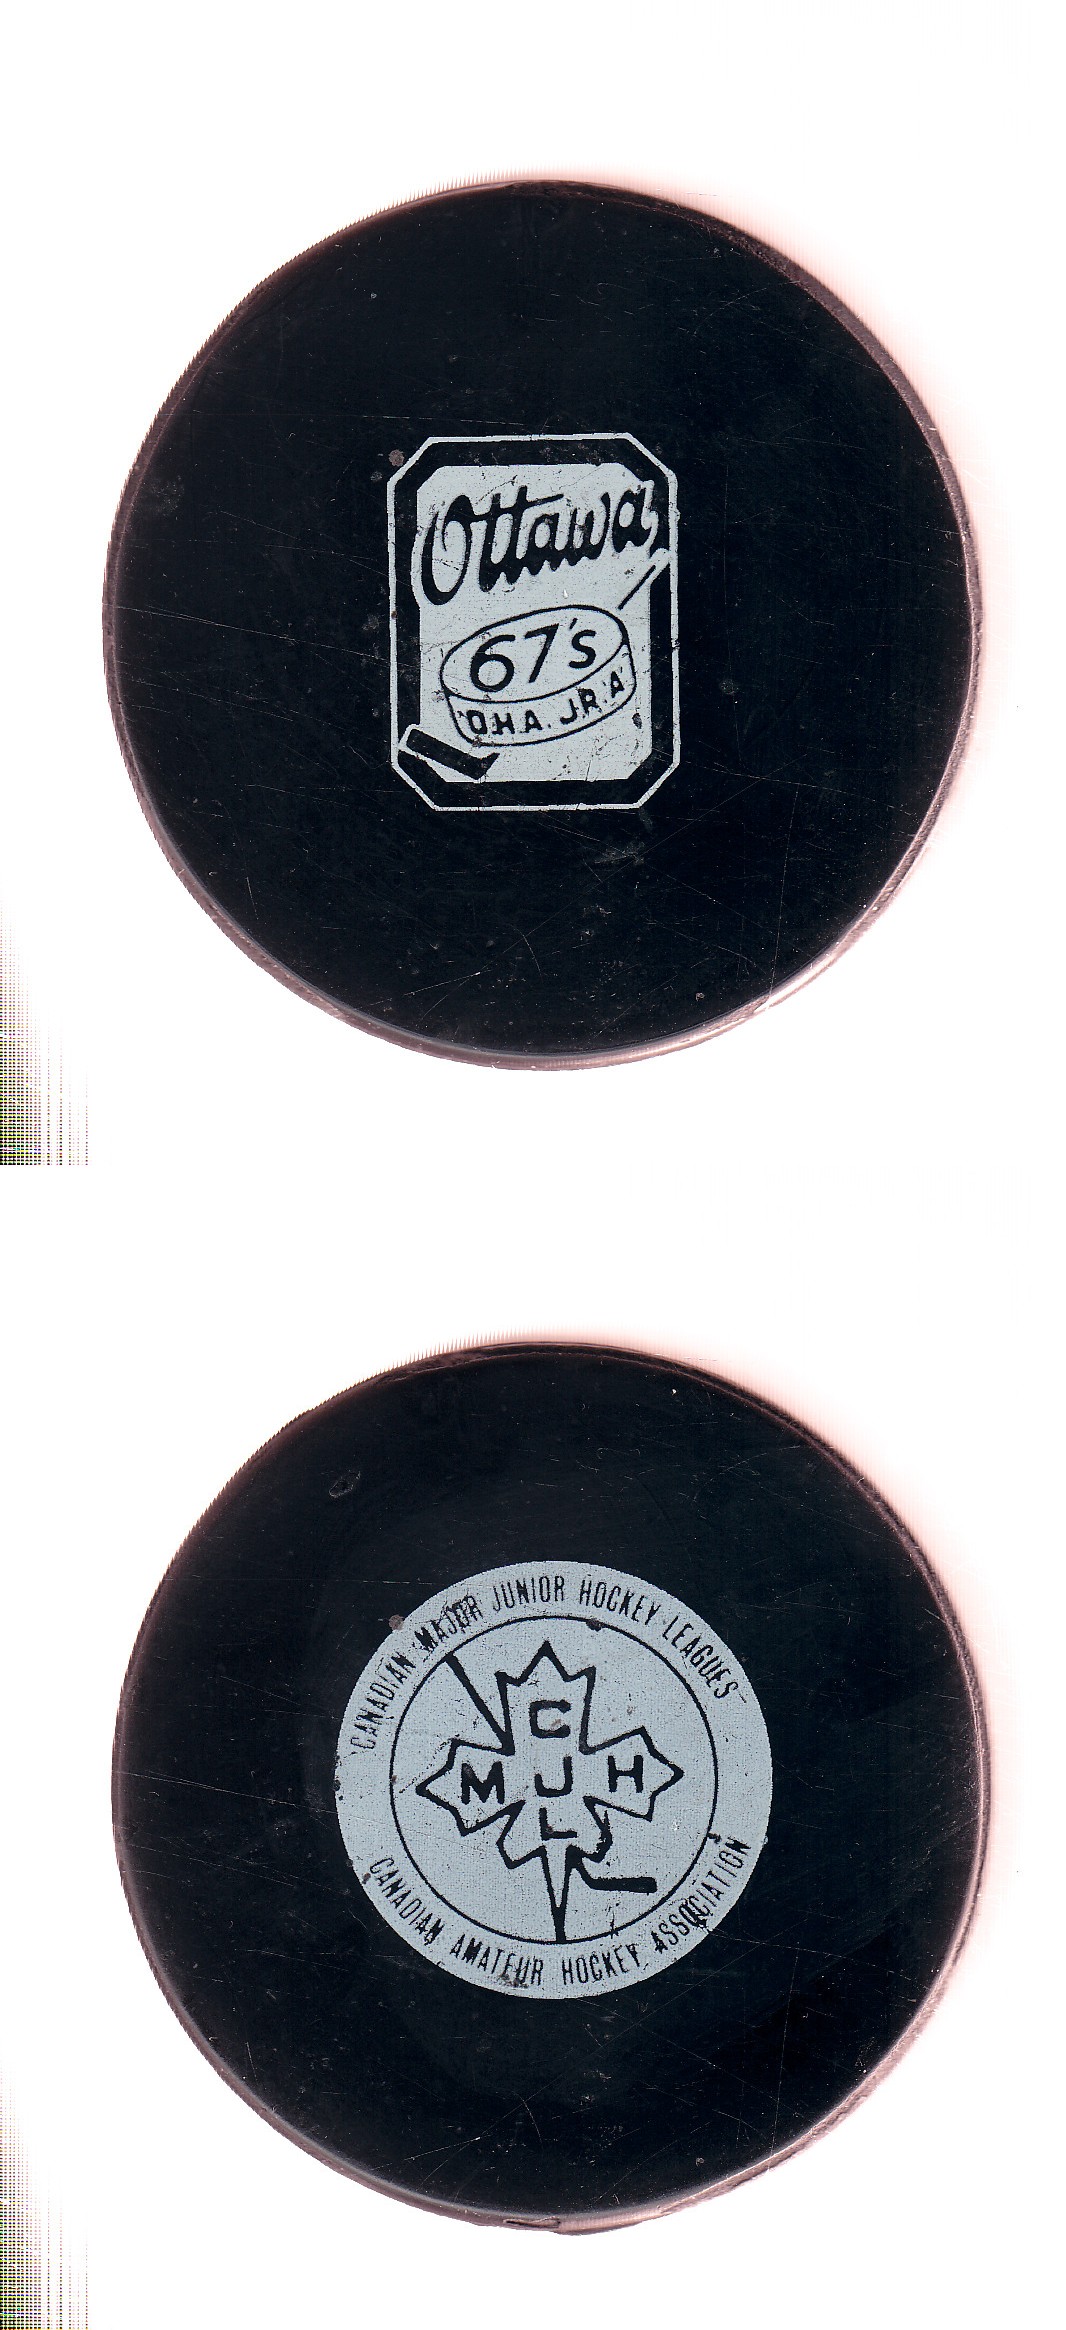 Ottawa
67's
O.H.A. JR. A.
CANADIAN MAJOR JUNIOR HOCKEY LEAGUES
C
M J H
L
CANADIAN AMATEUR HOCKEY ASSOCIATION